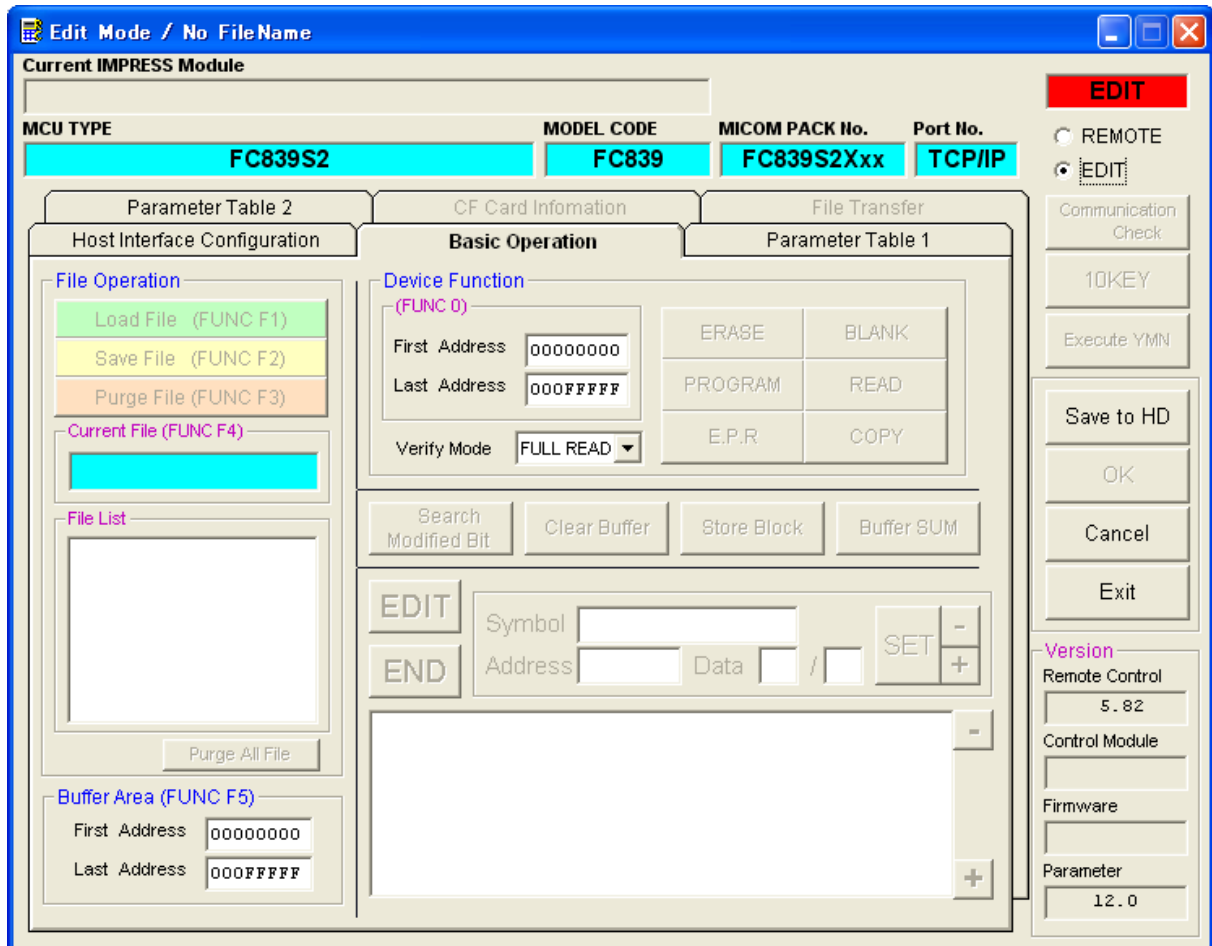 Edit Mode / No FileName
Current IMPRESS Module
EDIT
MCU TYPE
MODEL CODE
MICOM PACK No.
Port No.
FC839S2
FC839
FC839S2Xxx
TCP/IP
REMOTE
EDIT
Parameter Table 2
CF Card Infomation
File Transfer
Host Interface Configuration
Basic Operation
Parameter Table 1
Communication
Check
10KEY
Execute YMN
File Operation
Load File (FUNC F1)
Save File (FUNC F2)
Purge File (FUNC F3)
Current File (FUNC F4)
File List
Purge All File
Buffer Area (FUNC F5)
First Address
00000000
Last Address
000FFFFF
Device Function
(FUNC 0)
First Address
00000000
Last Address
000FFFFF
Verify Mode
FULL READ
ERASE
BLANK
PROGRAM
READ
E.P.R
COPY
Search
Modified Bit
Clear Buffer
Store Block
Buffer SUM
EDIT
END
Symbol
Address
Data
/
SET
-
+
-
+
Save to HD
OK
Cancel
Exit
Version
Remote Control
5.82
Control Module
Firmware
Parameter
12.0